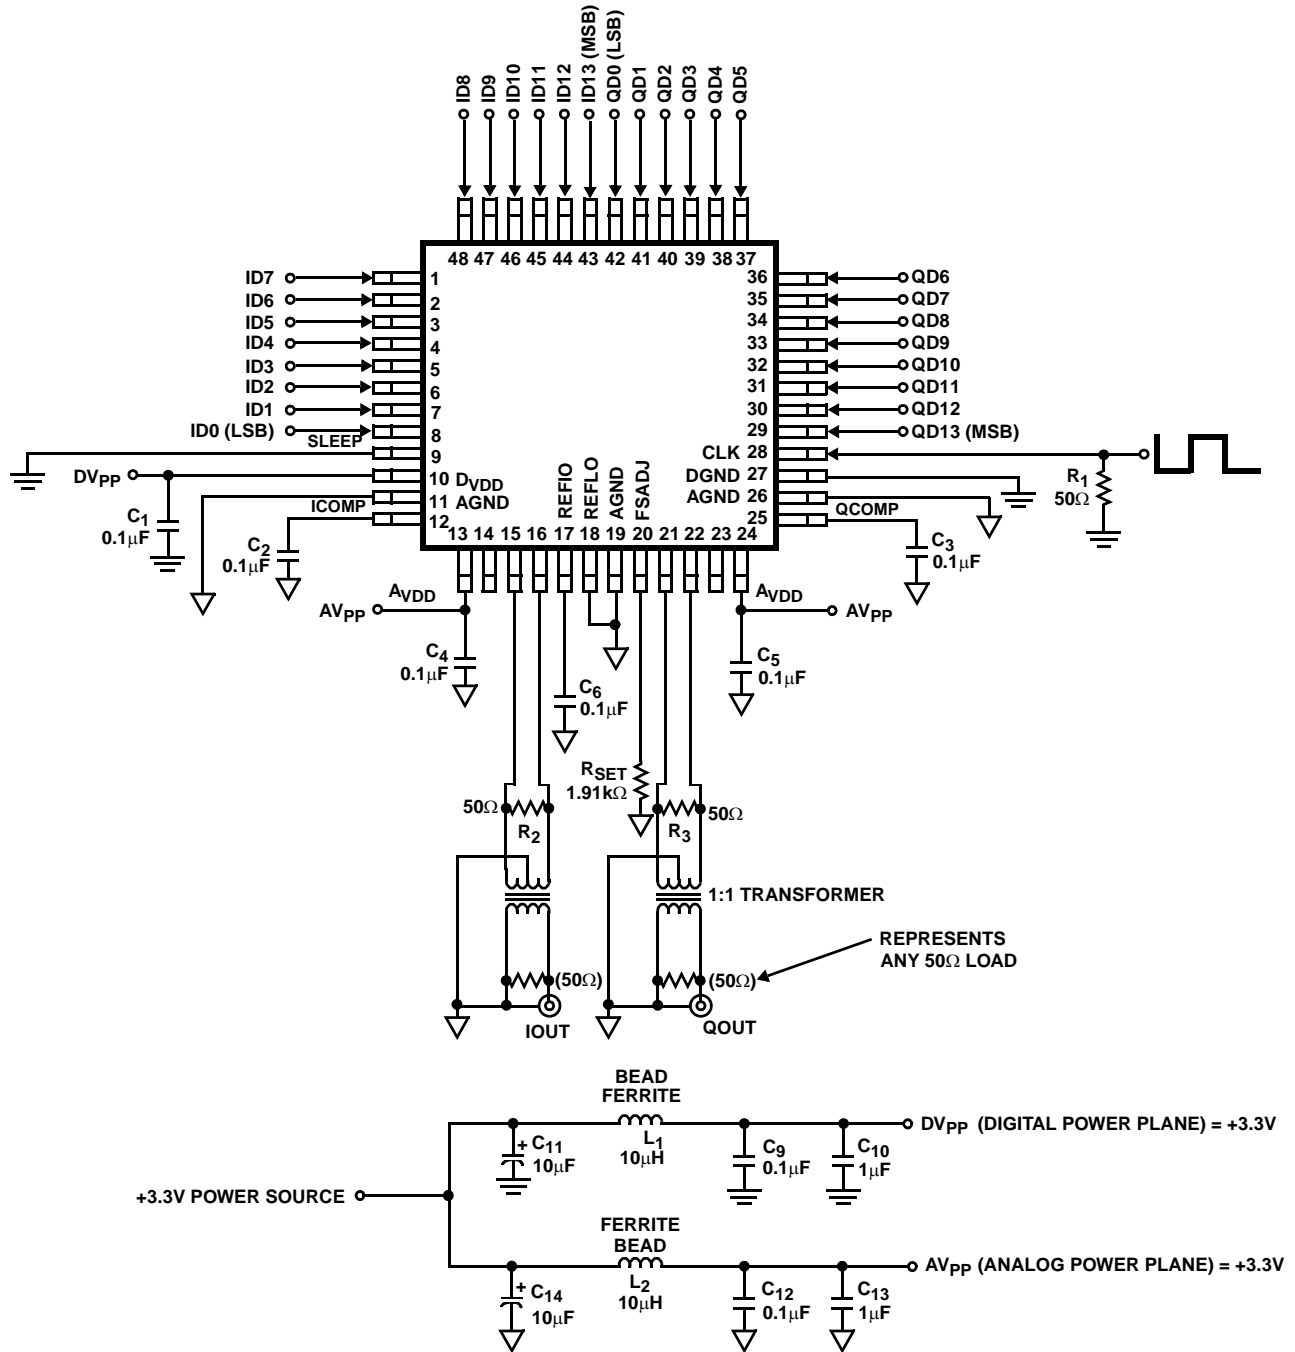 ID8
ID9
ID10
ID11
ID12
ID13 (MSB)
QD0 (LSB)
QD1
QD2
QD3
QD4
QD5
48 47 46 45 44 43 42 41 40 39 38 37
ID7
ID6
ID5
ID4
ID3
ID2
ID1
ID0 (LSB)
SLEEP
DVPP
ICOMP
1
2
3
4
5
6
7
8
9
10 DVDD
11 AGND
12
36
35
34
33
32
31
30
29
CLK 28
DGND 27
AGND 26
25
QD6
QD7
QD8
QD9
QD10
QD11
QD12
QD13 (MSB)
QCOMP
R1
50Ω
REFIO
REFLO
AGND
FSADJ
13 14 15 16 17 18 19 20 21 22 23 24
C1
0.1μF
C2
0.1μF
C3
0.1μF
AVPP
AVDD
AVDD
AVPP
C4
0.1μF
C5
0.1μF
C6
0.1μF
RSET
1.91kΩ
50Ω
R2
R3
50Ω
1:1 TRANSFORMER
REPRESENTS
ANY 50Ω LOAD
(50Ω)
(50Ω)
IOUT
QOUT
BEAD
FERRITE
+ C11
10μF
L1
10μH
C9
0.1μF
C10
1μF
DVPP (DIGITAL POWER PLANE) = +3.3V
+3.3V POWER SOURCE
FERRITE
BEAD
+ C14
10μF
L2
10μH
C12
0.1μF
C13
1μF
AVPP (ANALOG POWER PLANE) = +3.3V